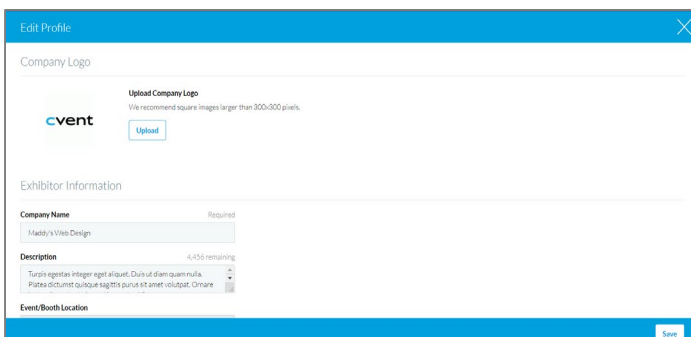 Edit Profile
Company Logo
cvent
Upload Company Logo
We recommend square images larger than 300x300 pixels.
Upload
Exhibitor Information
Company Name Required
Maddy's Web Design
Description 4,456 remaining
Turpis egestas integer eget aliquet. Duis ut diam quam nulla.
Platea dictumst quisque sagittis purus sit amet volutpat. Ornare
Event/Booth Location
Save